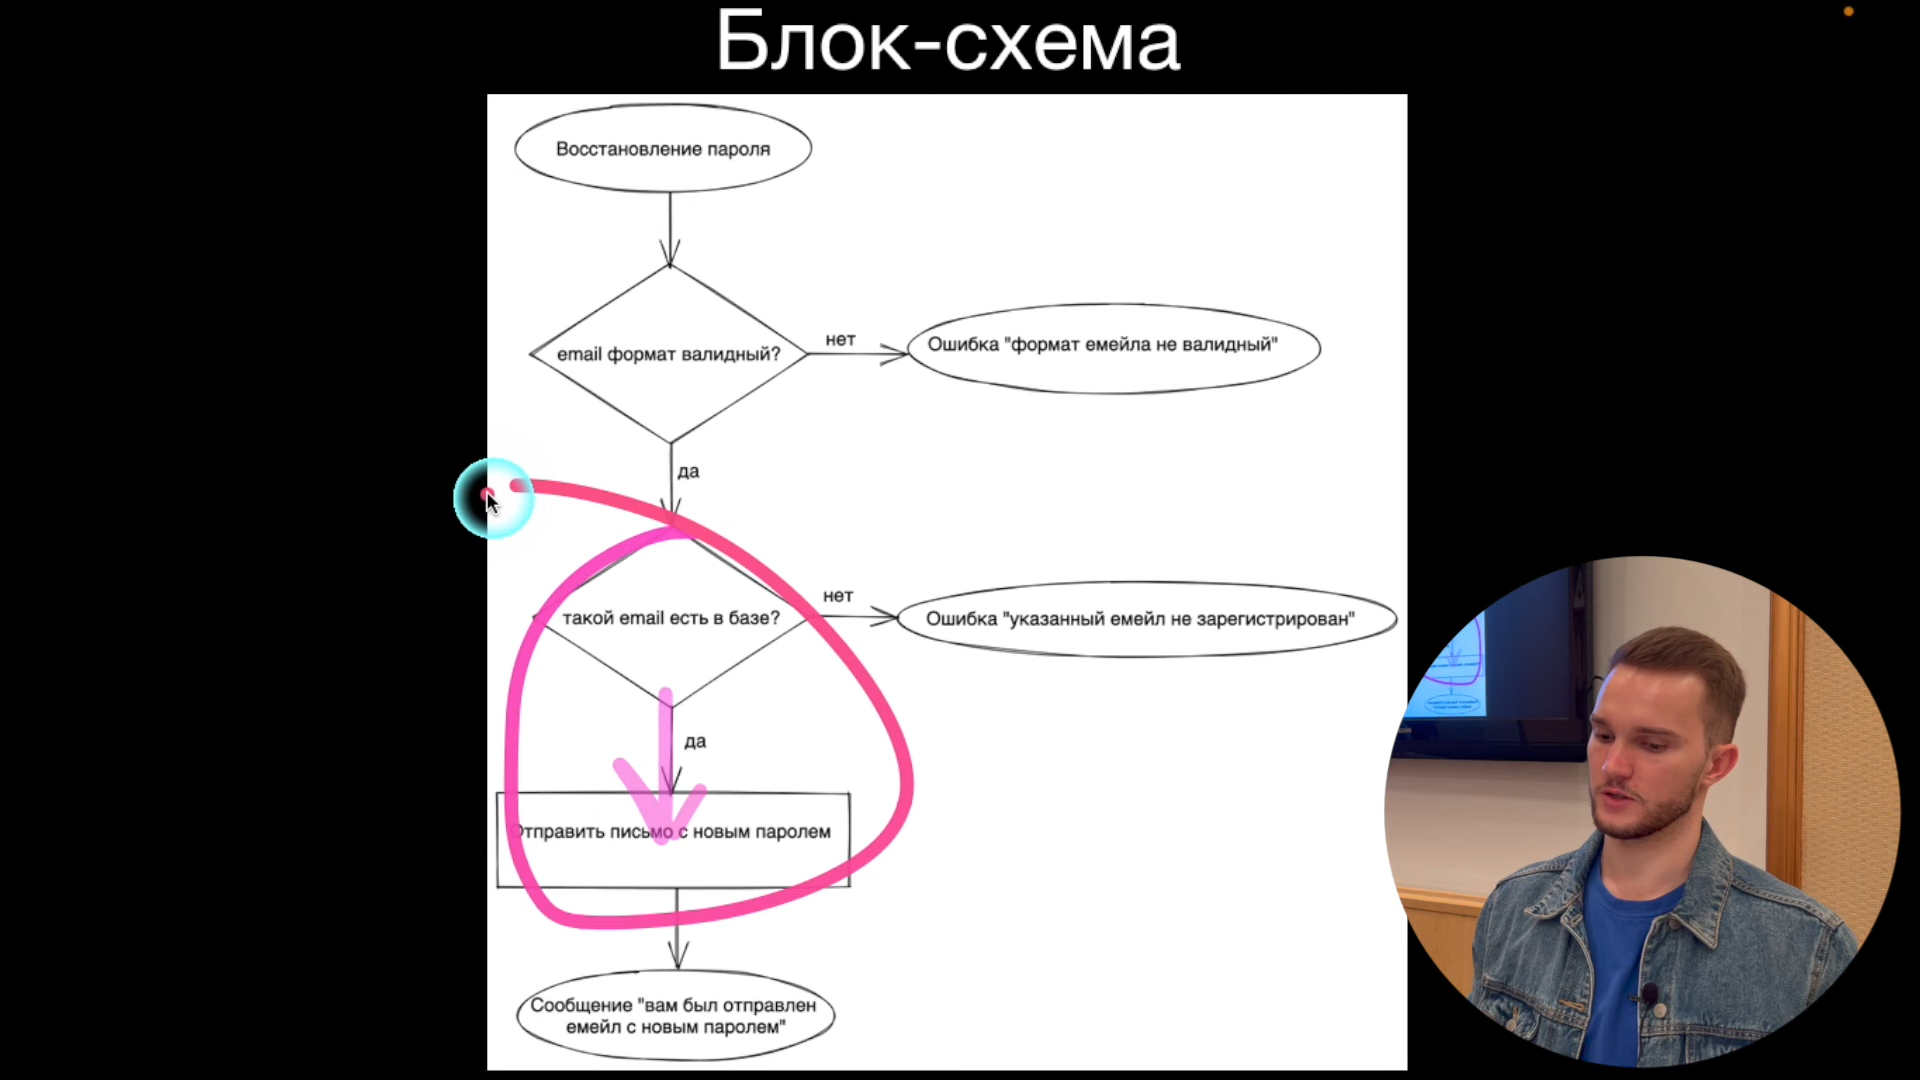 Блок-схема
Восстановление пароля
email формат валидный?
нет
Ошибка "формат емейла не валидный"
да
такой email есть в базе?
нет
Ошибка "указанный емейл не зарегистрирован"
да
Отправить письмо с новым паролем
Сообщение "вам был отправлен
емейл с новым паролем"